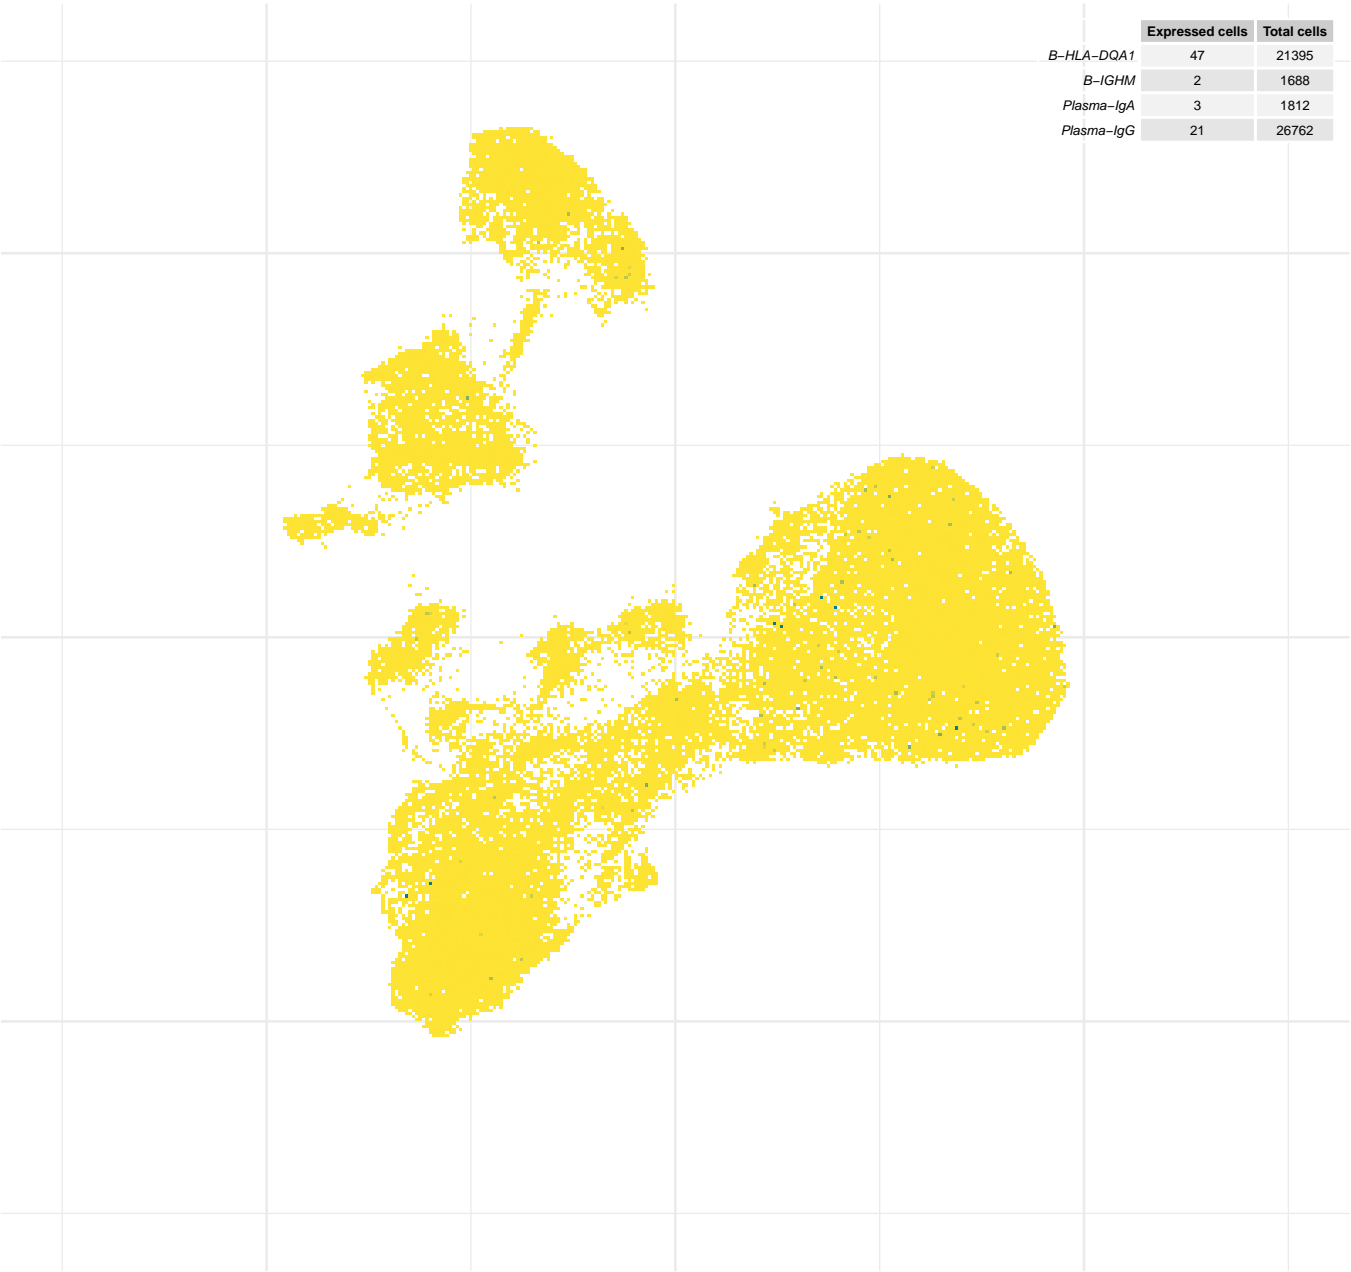 Expressed cells Total cells
B−HLA−DQA1 47 21395
B−IGHM 2 1688
Plasma−IgA 3 1812
Plasma−IgG 21 26762